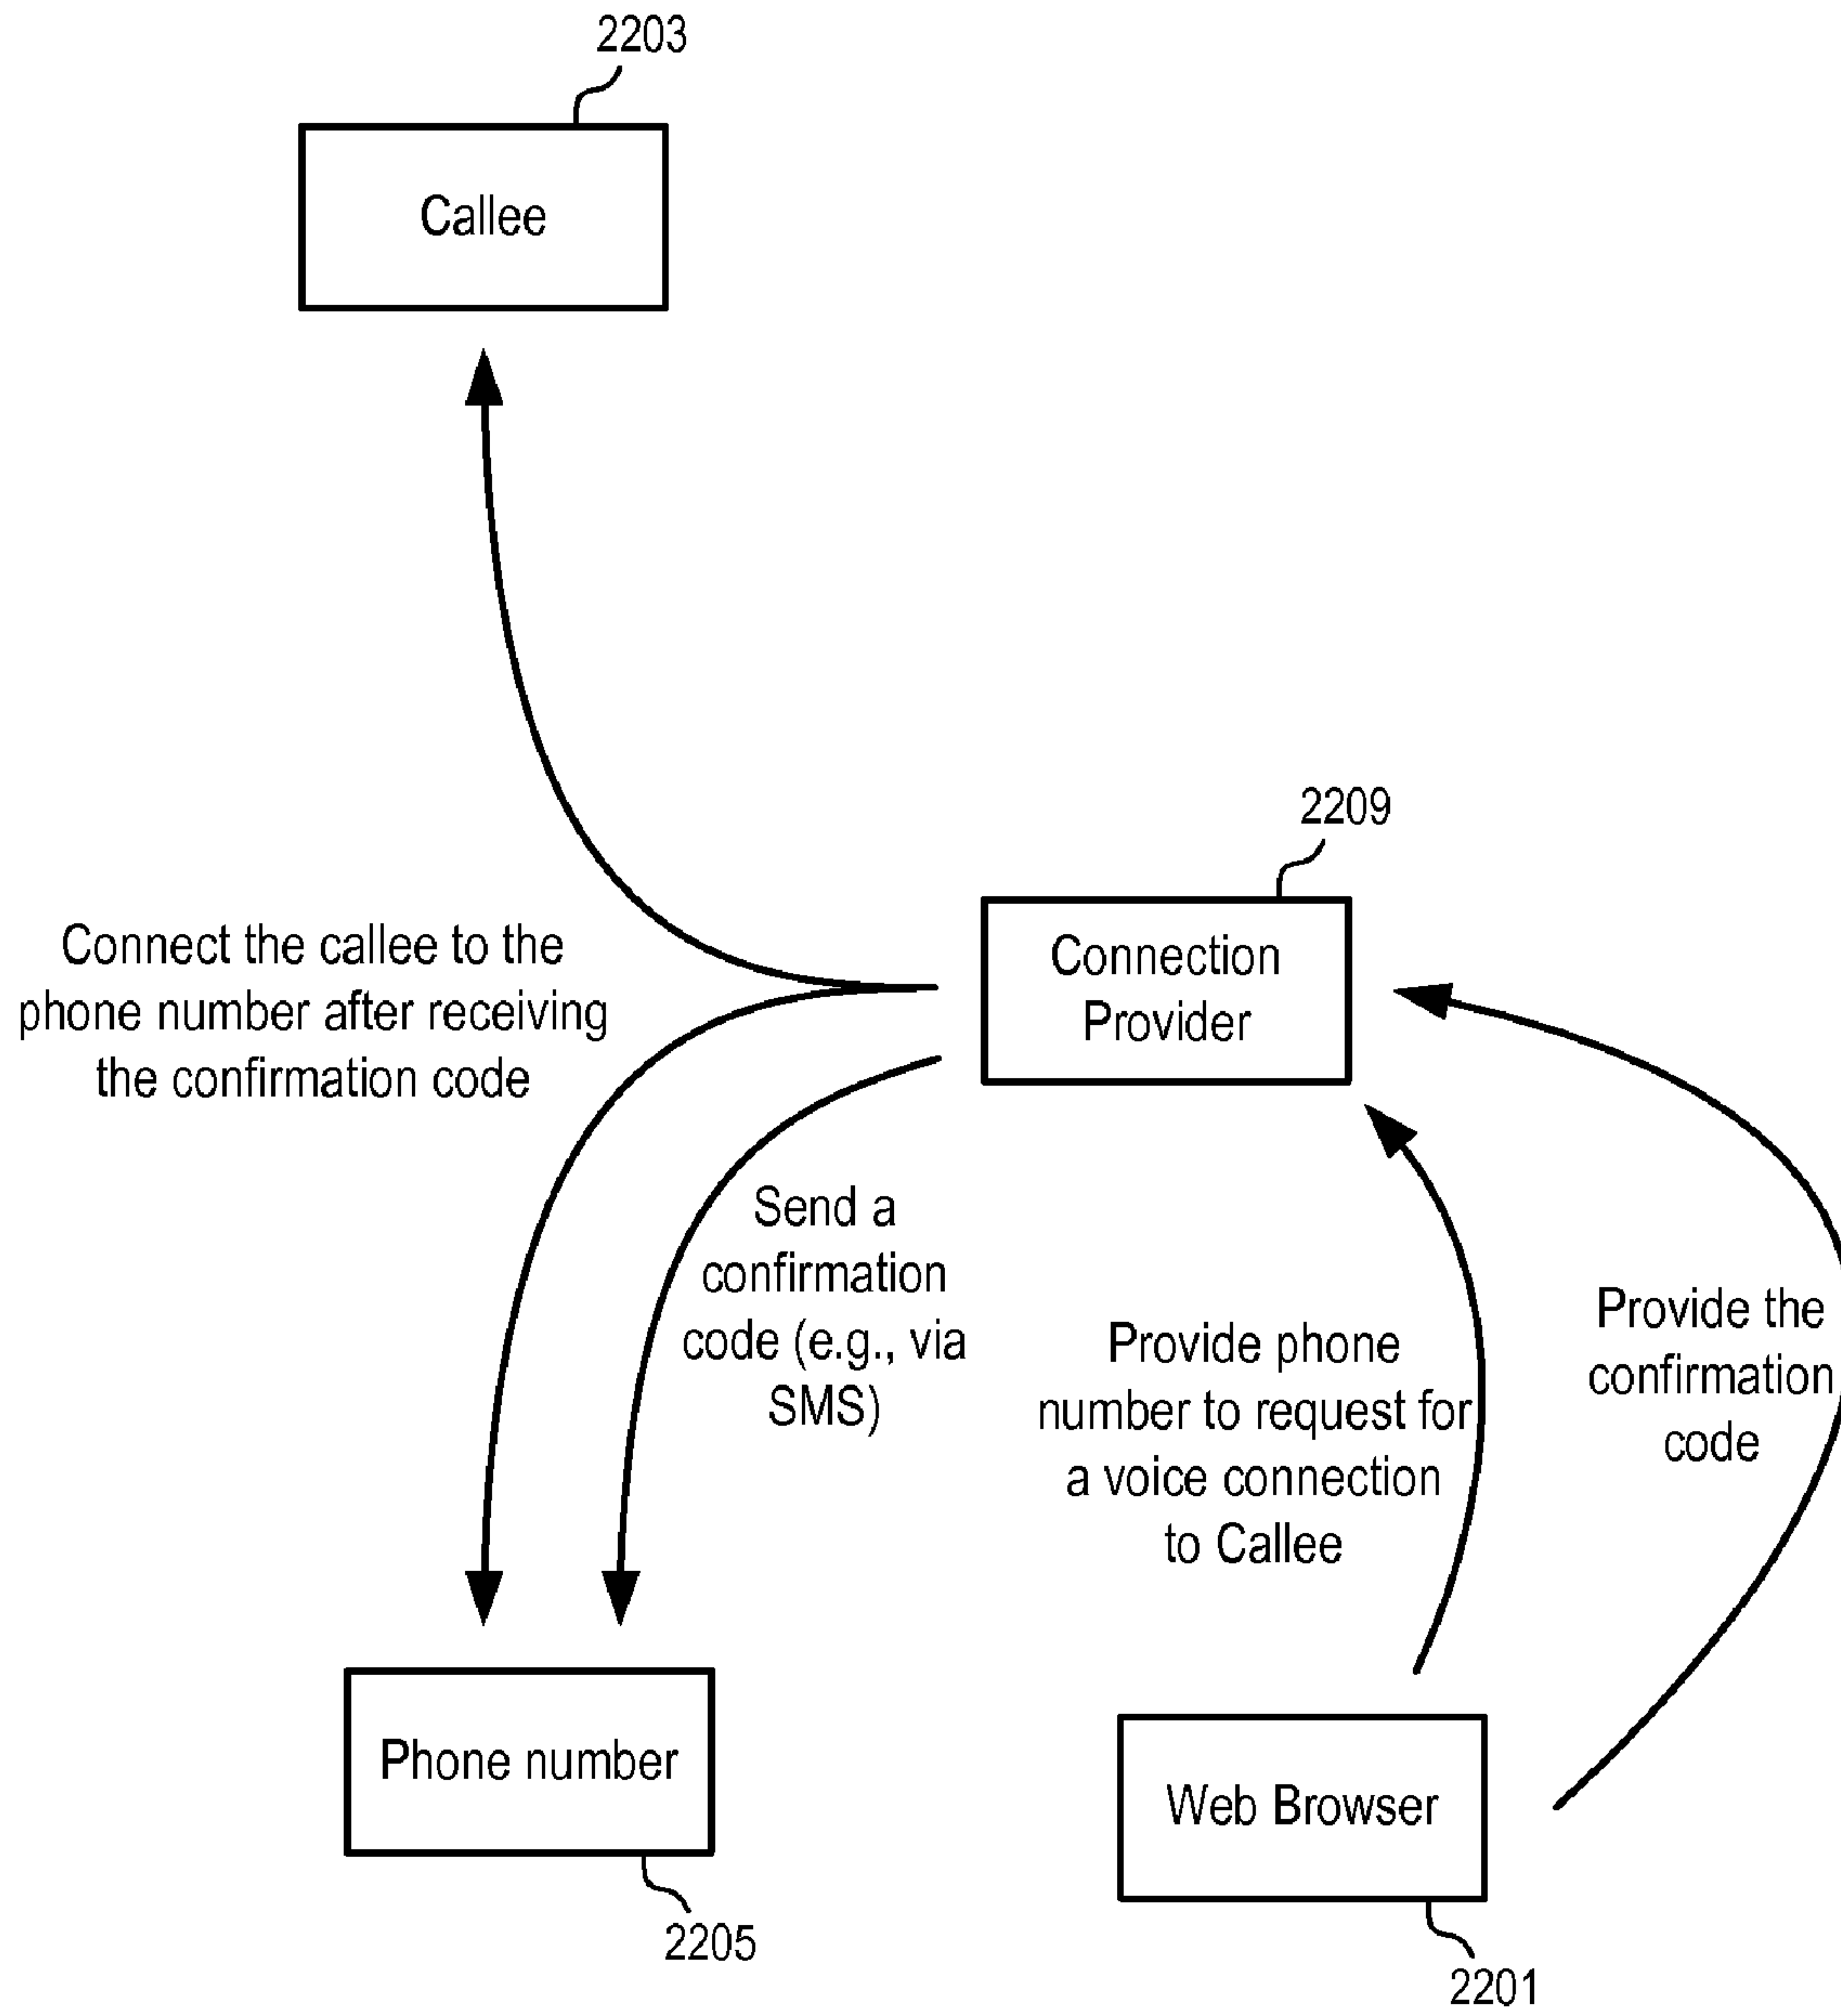 2203
Callee
2209
Connection
Provider
Connect the callee to the
phone number after receiving
the confirmation code
Send a
confirmation
code (e.g., via
SMS)
Provide phone
number to request for
a voice connection
to Callee
Provide the
confirmation
code
Phone number
Web Browser
2205
2201